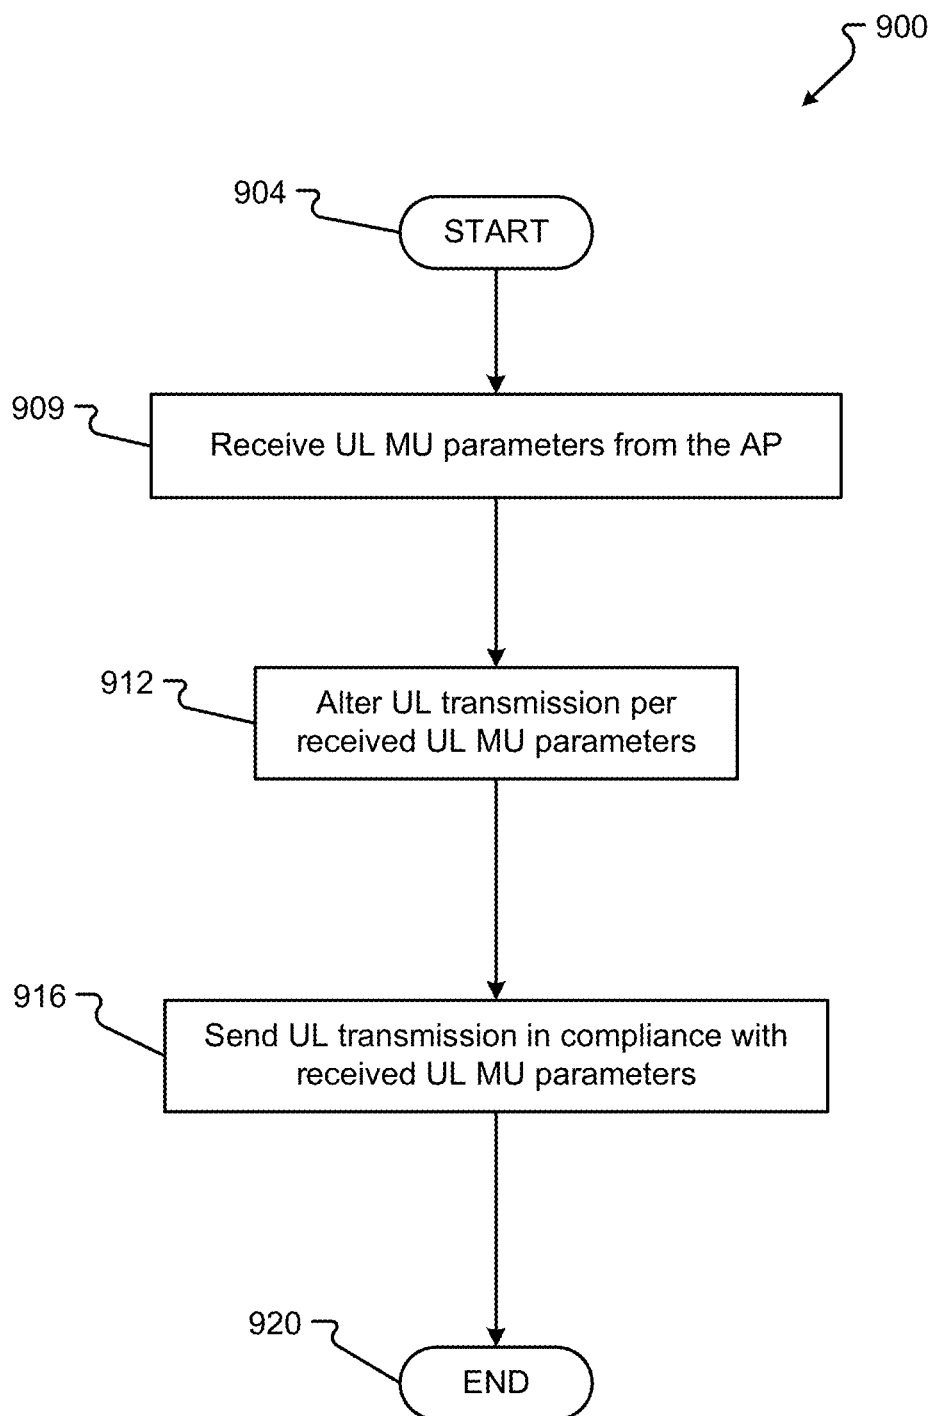 900
904
START
909
Receive UL MU parameters from the AP
912
Alter UL transmission per
received UL MU parameters
916
Send UL transmission in compliance with
received UL MU parameters
920
END